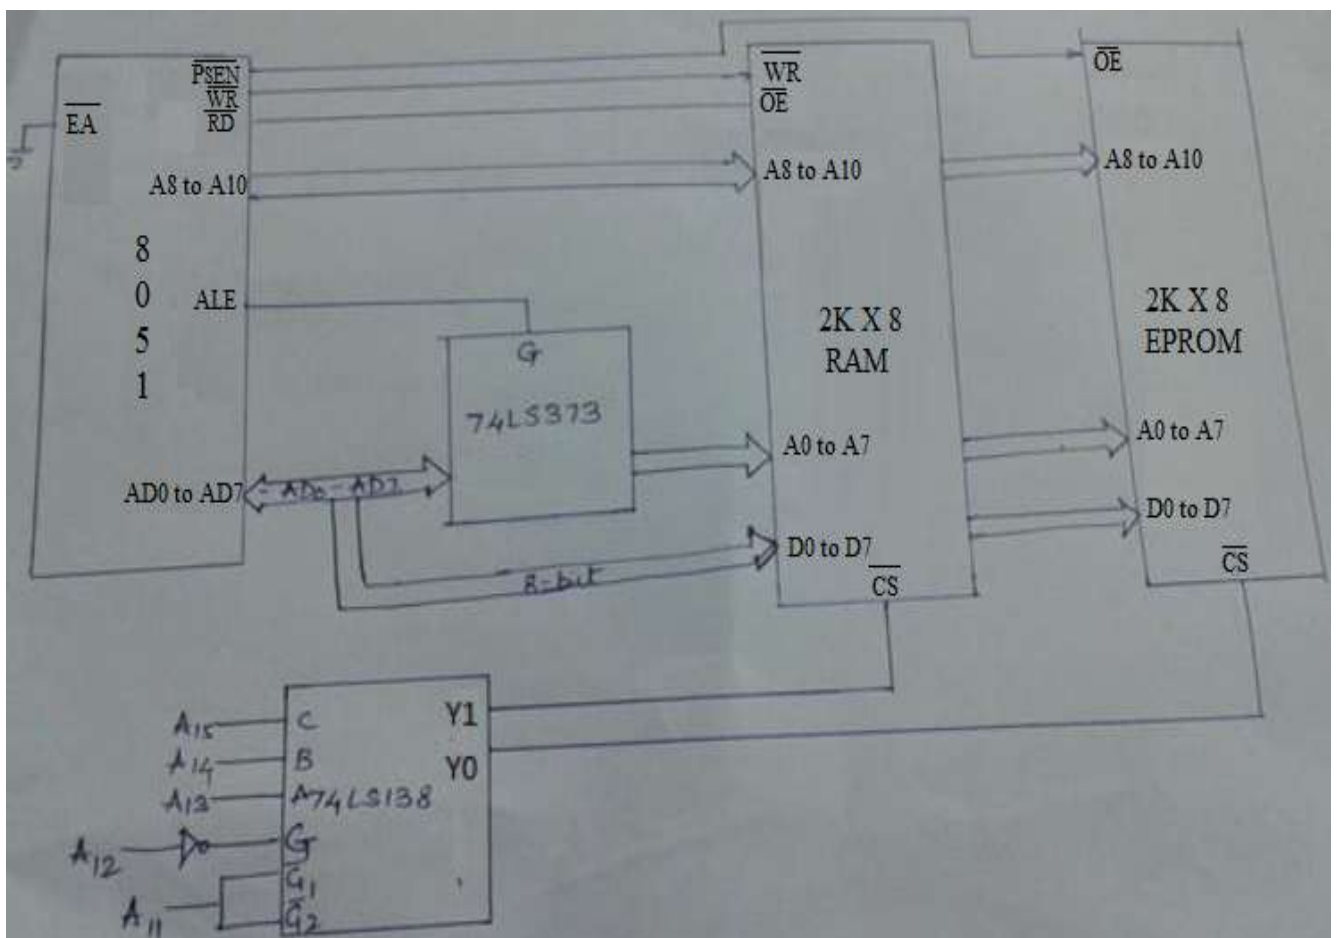 PSEN
WR
RD
EA
A8 to A10
8
0
5
1
ALE
AD0 to AD7
AD0 - AD7
G
74LS373
8-bit
WR
OE
A8 to A10
2K X 8
RAM
A0 to A7
D0 to D7
CS
OE
A8 to A10
2K X 8
EPROM
A0 to A7
D0 to D7
CS
A15 C Y1
A14 B Y0
A13 A 74LS138
A12 G
G1
A11 G2